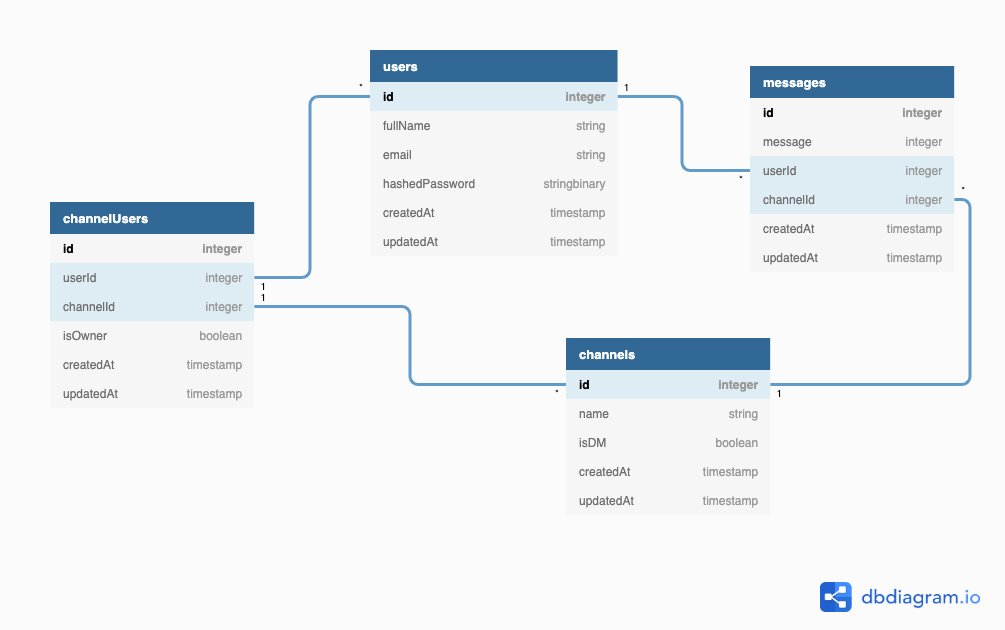 users
id integer
fullName string
email string
hashedPassword stringbinary
createdAt timestamp
updatedAt timestamp
messages
id integer
message integer
userId integer
channelId integer
createdAt timestamp
updatedAt timestamp
channelUsers
id integer
userId integer
channelId integer
isOwner boolean
createdAt timestamp
updatedAt timestamp
channels
id integer
name string
isDM boolean
createdAt timestamp
updatedAt timestamp
* 1
* *
1
1
* 1
dbdiagram.io